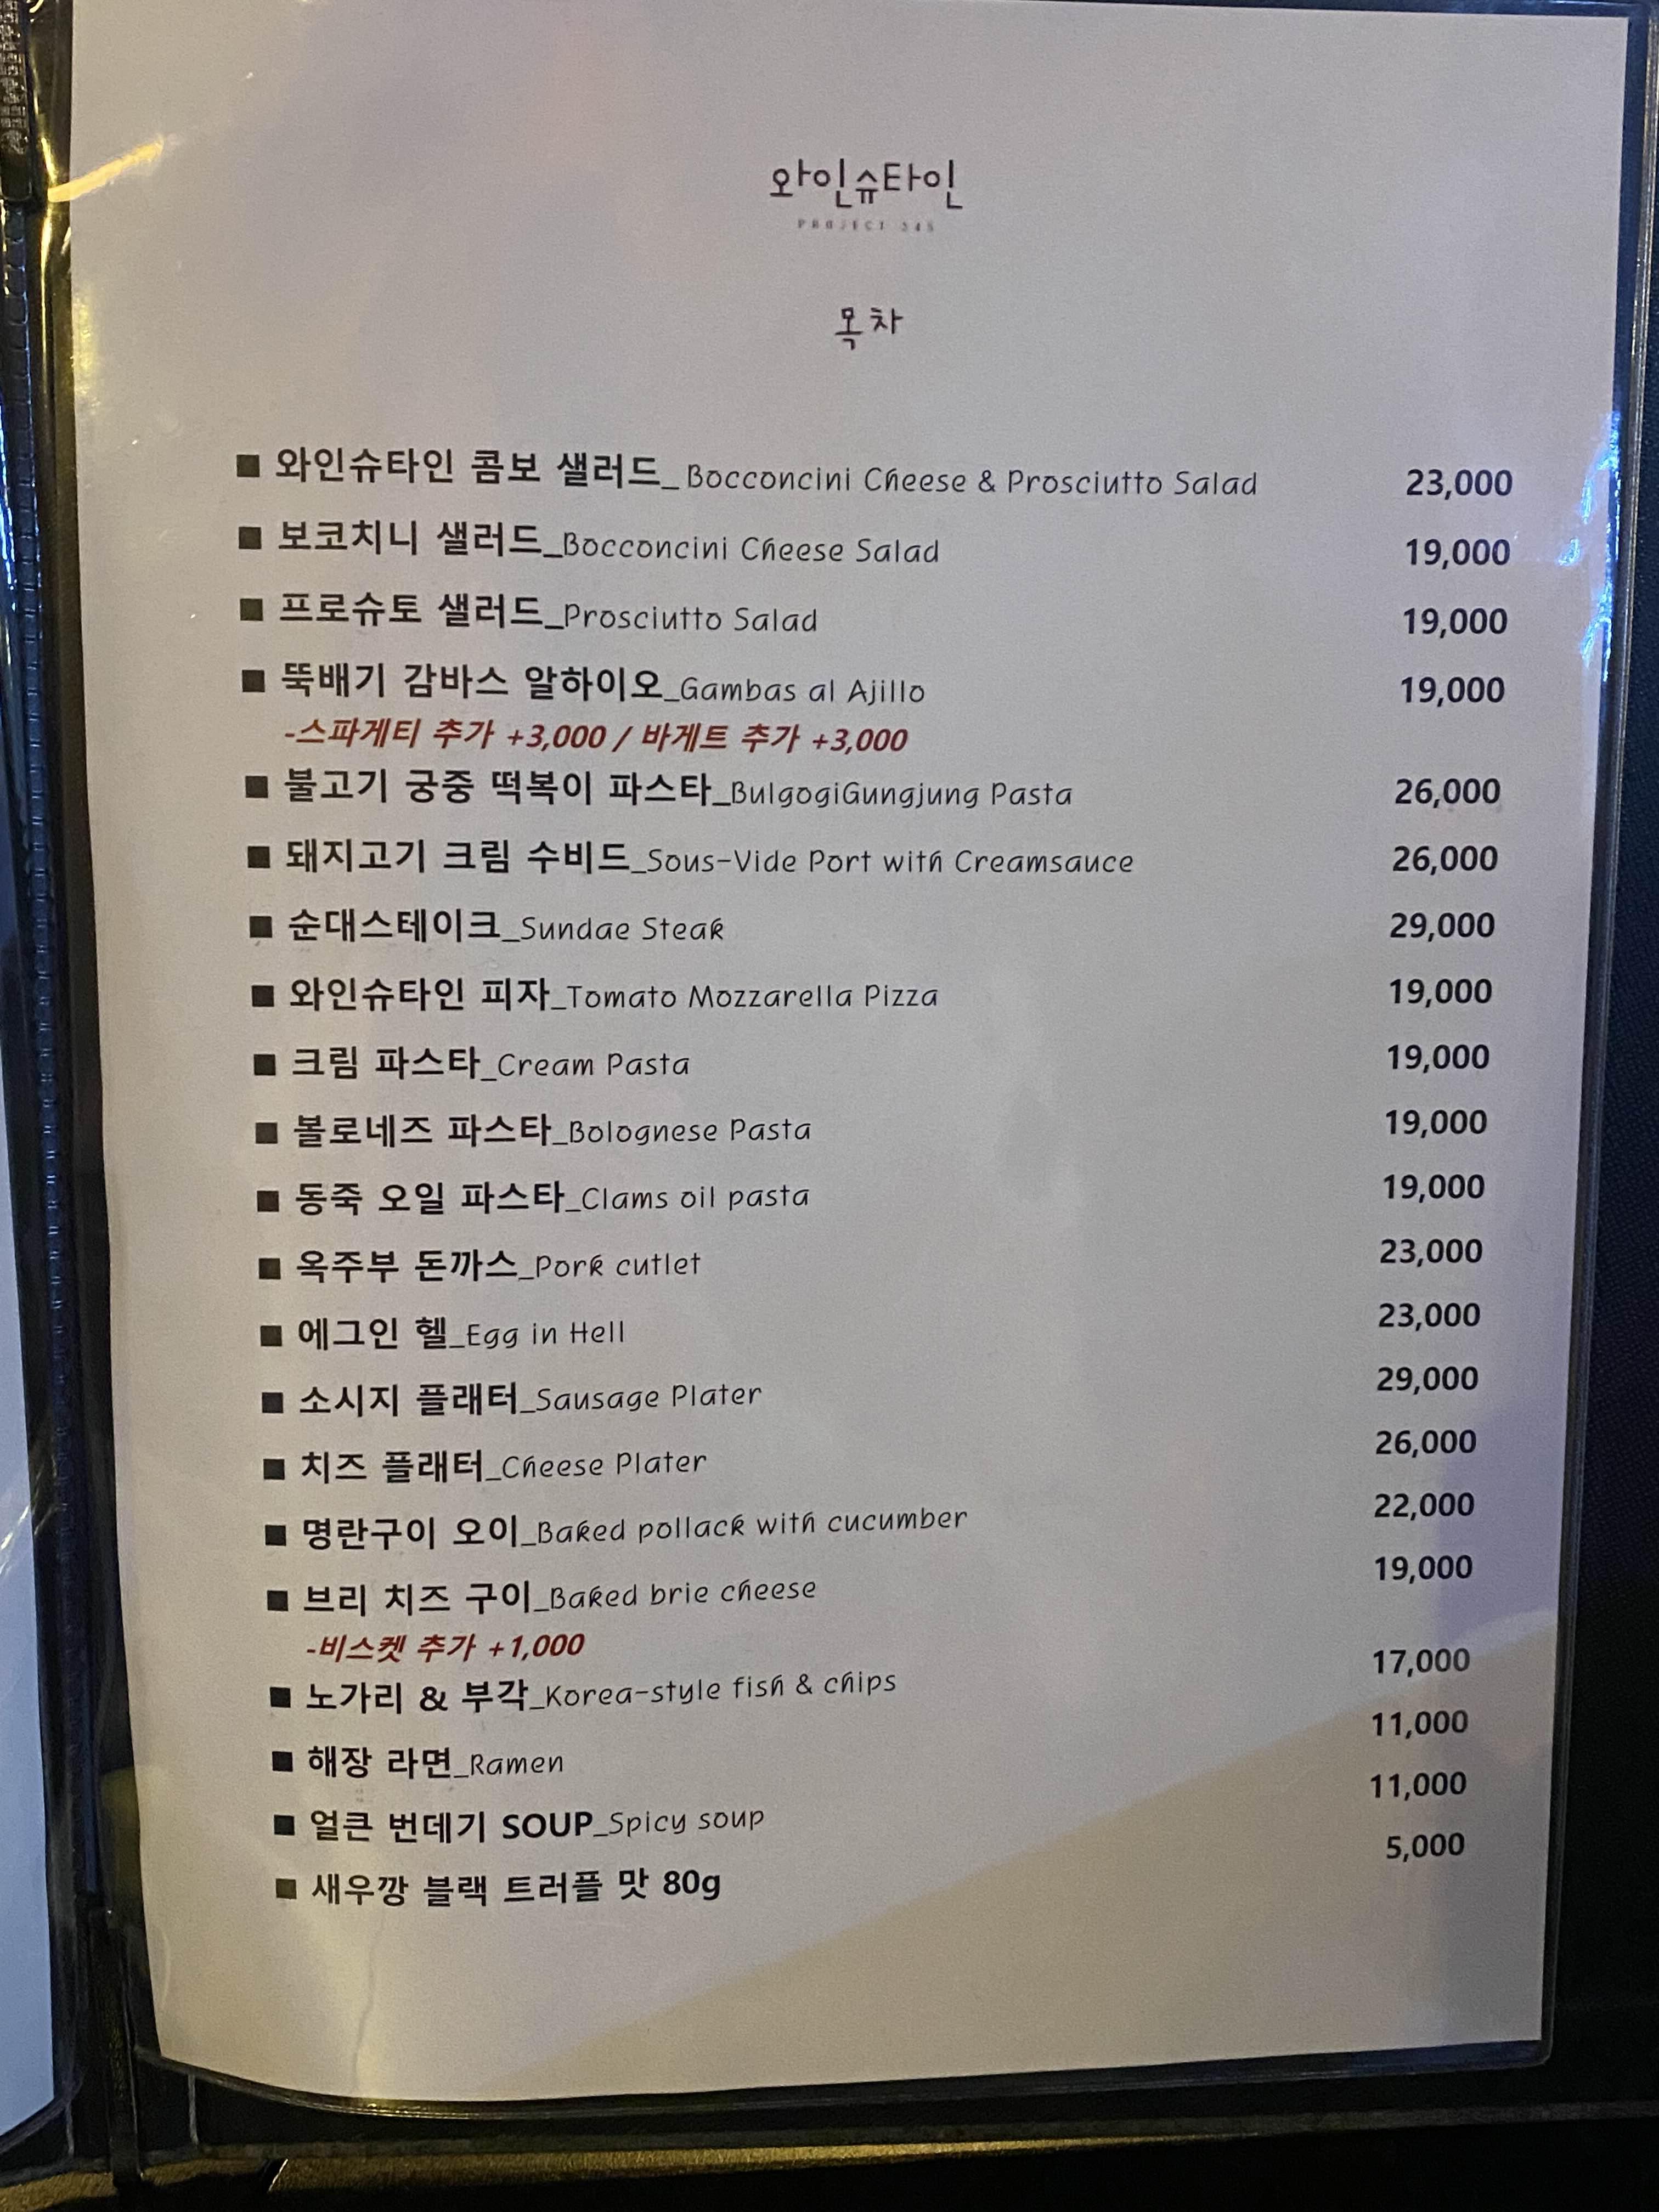 와인슈타인
PROJECT 345
목차
■ 와인슈타인 콤보 샐러드_Bocconcini Cheese & Prosciutto Salad 23,000
■ 보코치니 샐러드_Bocconcini Cheese Salad 19,000
■ 프로슈토 샐러드_Prosciutto Salad 19,000
■ 뚝배기 감바스 알하이오_Gambas al Ajillo 19,000
-스파게티 추가 +3,000 / 바게트 추가 +3,000
■ 불고기 궁중 떡볶이 파스타_BulgogiGungjung Pasta 26,000
■ 돼지고기 크림 수비드_Sous-Vide Port with Creamsauce 26,000
■ 순대스테이크_Sundae Steak 29,000
■ 와인슈타인 피자_Tomato Mozzarella Pizza 19,000
■ 크림 파스타_Cream Pasta 19,000
■ 볼로네즈 파스타_Bolognese Pasta 19,000
■ 동죽 오일 파스타_Clams oil pasta 19,000
■ 옥주부 돈까스_Pork cutlet 23,000
■ 에그인 헬_Egg in Hell 23,000
■ 소시지 플래터_Sausage Plater 29,000
■ 치즈 플래터_Cheese Plater 26,000
■ 명란구이 오이_Baked pollack with cucumber 22,000
■ 브리 치즈 구이_Baked brie cheese 19,000
-비스켓 추가 +1,000
■ 노가리 & 부각_Korea-style fish & chips 17,000
■ 해장 라면_Ramen 11,000
■ 얼큰 번데기 SOUP_Spicy soup 11,000
■ 새우깡 블랙 트러플 맛 80g 5,000